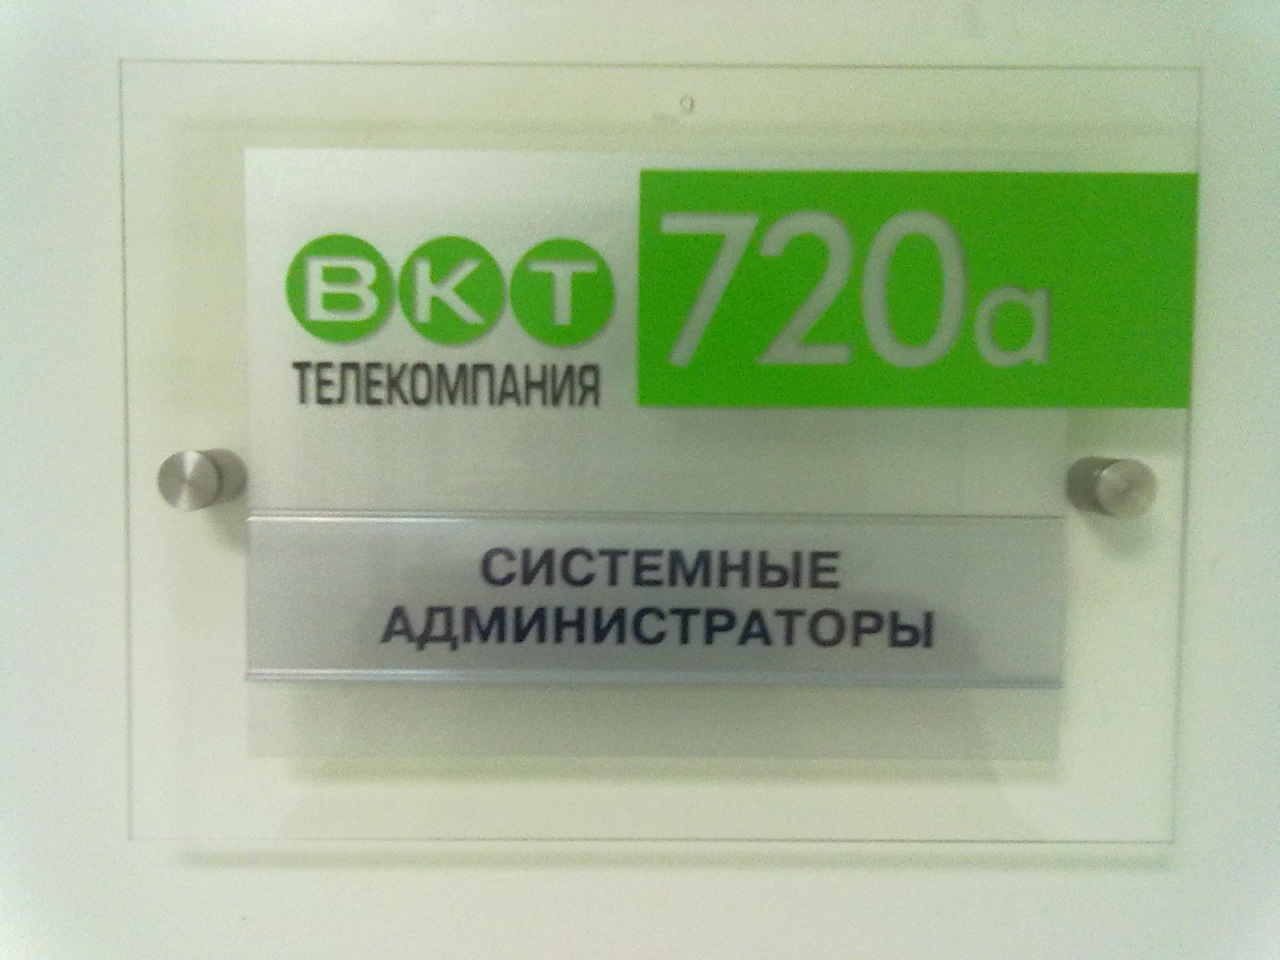 ВКТ
ТЕЛЕКОМПАНИЯ
720а
СИСТЕМНЫЕ
АДМИНИСТРАТОРЫ